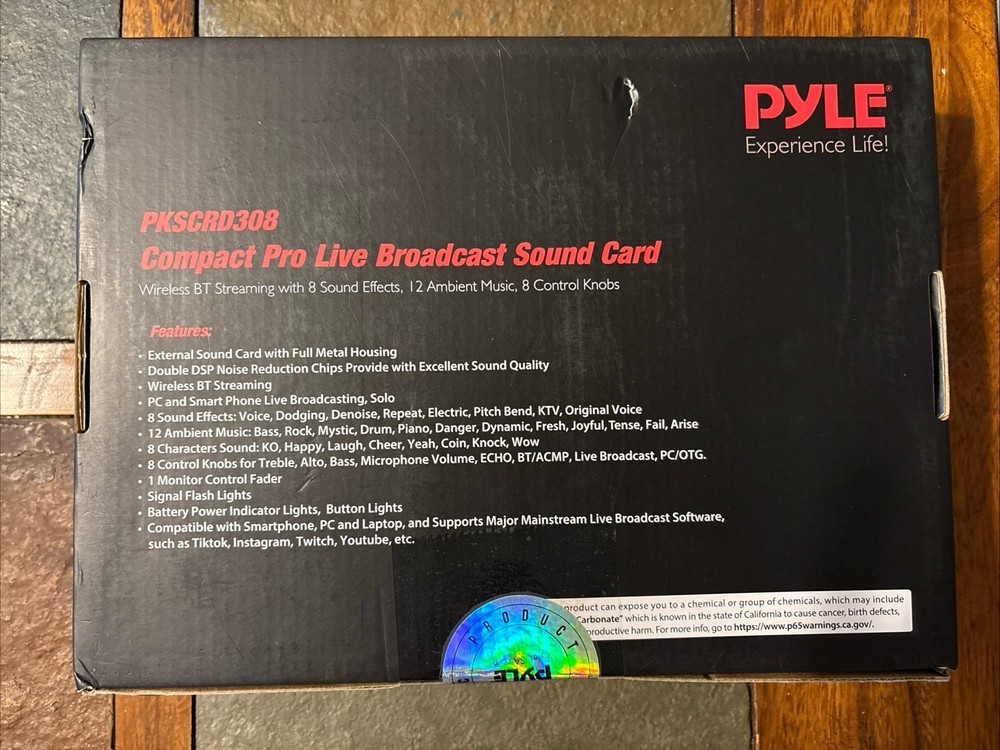 PYLE®
Experience Life!
PKSCRD308
Compact Pro Live Broadcast Sound Card
Wireless BT Streaming with 8 Sound Effects, 12 Ambient Music, 8 Control Knobs
Features:
• External Sound Card with Full Metal Housing
• Double DSP Noise Reduction Chips Provide with Excellent Sound Quality
• Wireless BT Streaming
• PC and Smart Phone Live Broadcasting, Solo
• 8 Sound Effects: Voice, Dodging, Denoise, Repeat, Electric, Pitch Bend, KTV, Original Voice
• 12 Ambient Music: Bass, Rock, Mystic, Drum, Piano, Danger, Dynamic, Fresh, Joyful, Tense, Fail, Arise
• 8 Characters Sound: KO, Happy, Laugh, Cheer, Yeah, Coin, Knock, Wow
• 8 Control Knobs for Treble, Alto, Bass, Microphone Volume, ECHO, BT/ACMP, Live Broadcast, PC/OTG.
• 1 Monitor Control Fader
• Signal Flash Lights
• Battery Power Indicator Lights, Button Lights
• Compatible with Smartphone, PC and Laptop, and Supports Major Mainstream Live Broadcast Software,
such as Tiktok, Instagram, Twitch, Youtube, etc.
product can expose you to a chemical or group of chemicals, which may include
Carbonate" which is known in the state of California to cause cancer, birth defects,
productive harm. For more info, go to https://www.p65warnings.ca.gov/.
PRODUCT
PYLE